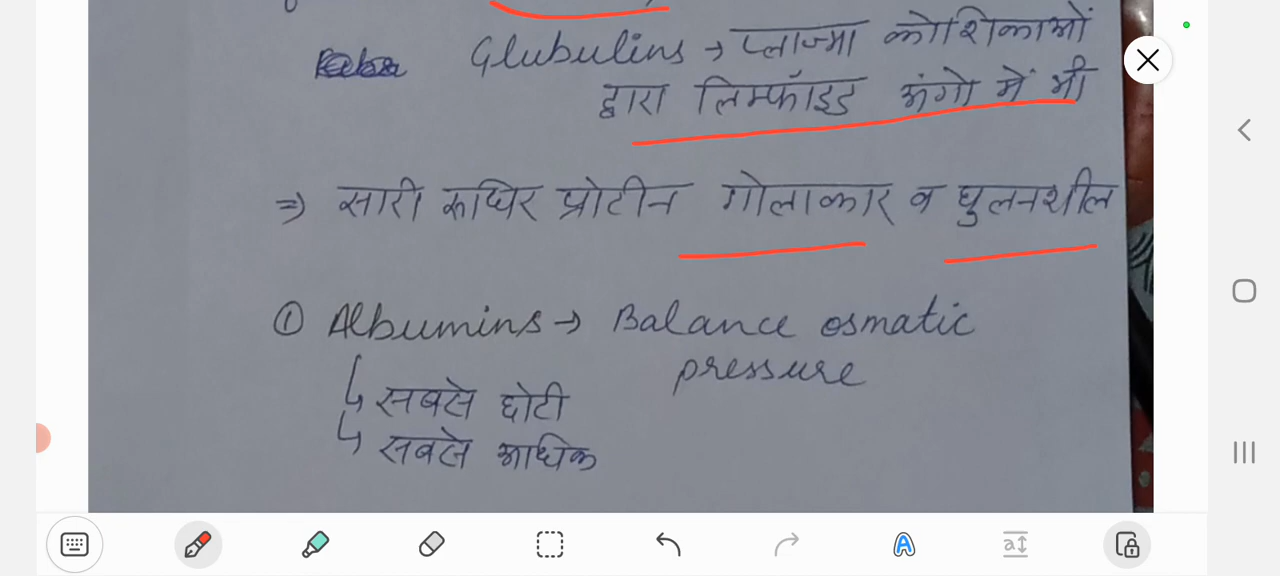 Glubulins → प्लाज्मा कोशिकाओं
द्वारा लिम्फॉइड अंगो में भी
⇒ सारी रूधिर प्रोटीन गोलाकार व घुलनशील
① Albumins → Balance osmatic
pressure
↳ सबसे छोटी
↳ सबसे अधिक